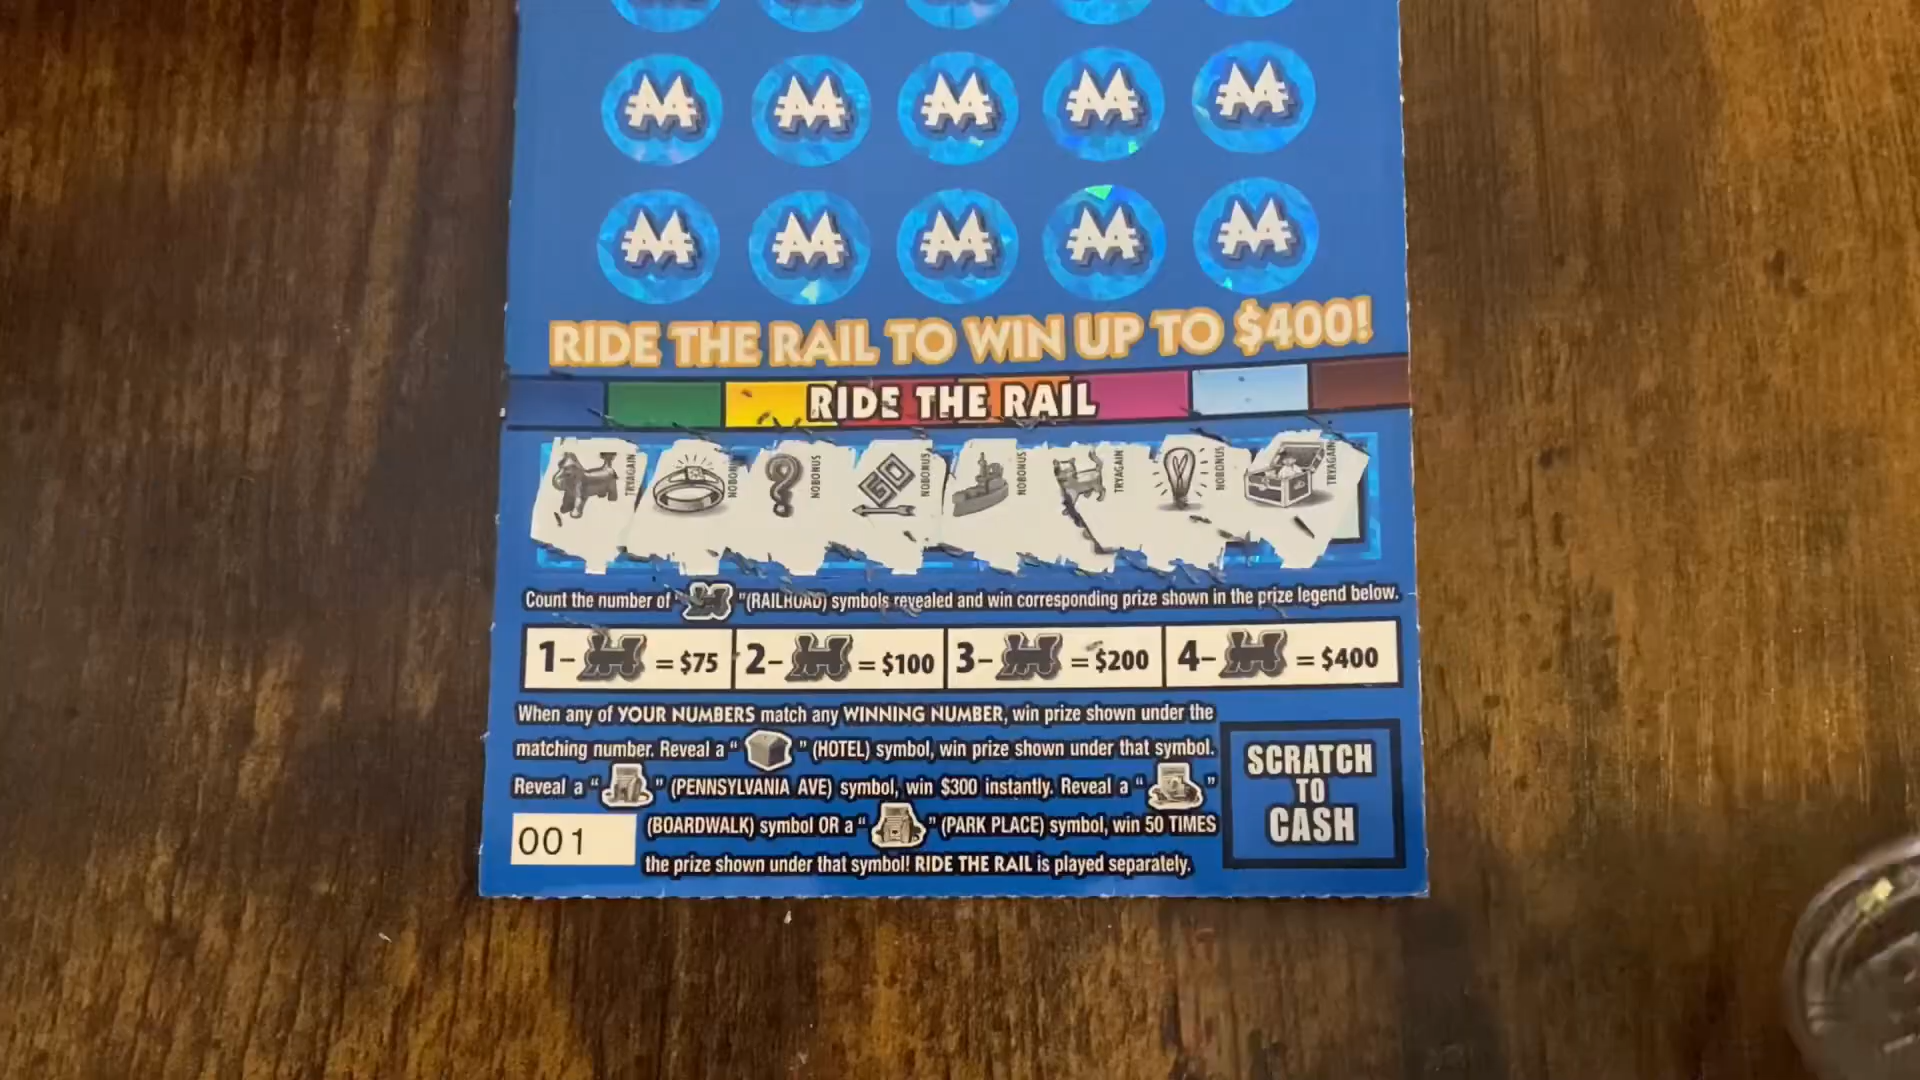 RIDE THE RAIL TO WIN UP TO $400!
RIDE THE RAIL
TRYAGAIN NOBONUS NOBONUS GO NOBONUS NOBONUS TRYAGAIN NOBONUS TRYAGAIN
Count the number of " "(RAILROAD) symbols revealed and win corresponding prize shown in the prize legend below.
1- = $75 2- = $100 3- = $200 4- = $400
When any of YOUR NUMBERS match any WINNING NUMBER, win prize shown under the
matching number. Reveal a " " (HOTEL) symbol, win prize shown under that symbol.
Reveal a " " (PENNSYLVANIA AVE) symbol, win $300 instantly. Reveal a " "
(BOARDWALK) symbol OR a " " (PARK PLACE) symbol, win 50 TIMES
the prize shown under that symbol! RIDE THE RAIL is played separately.
001
SCRATCH
TO
CASH